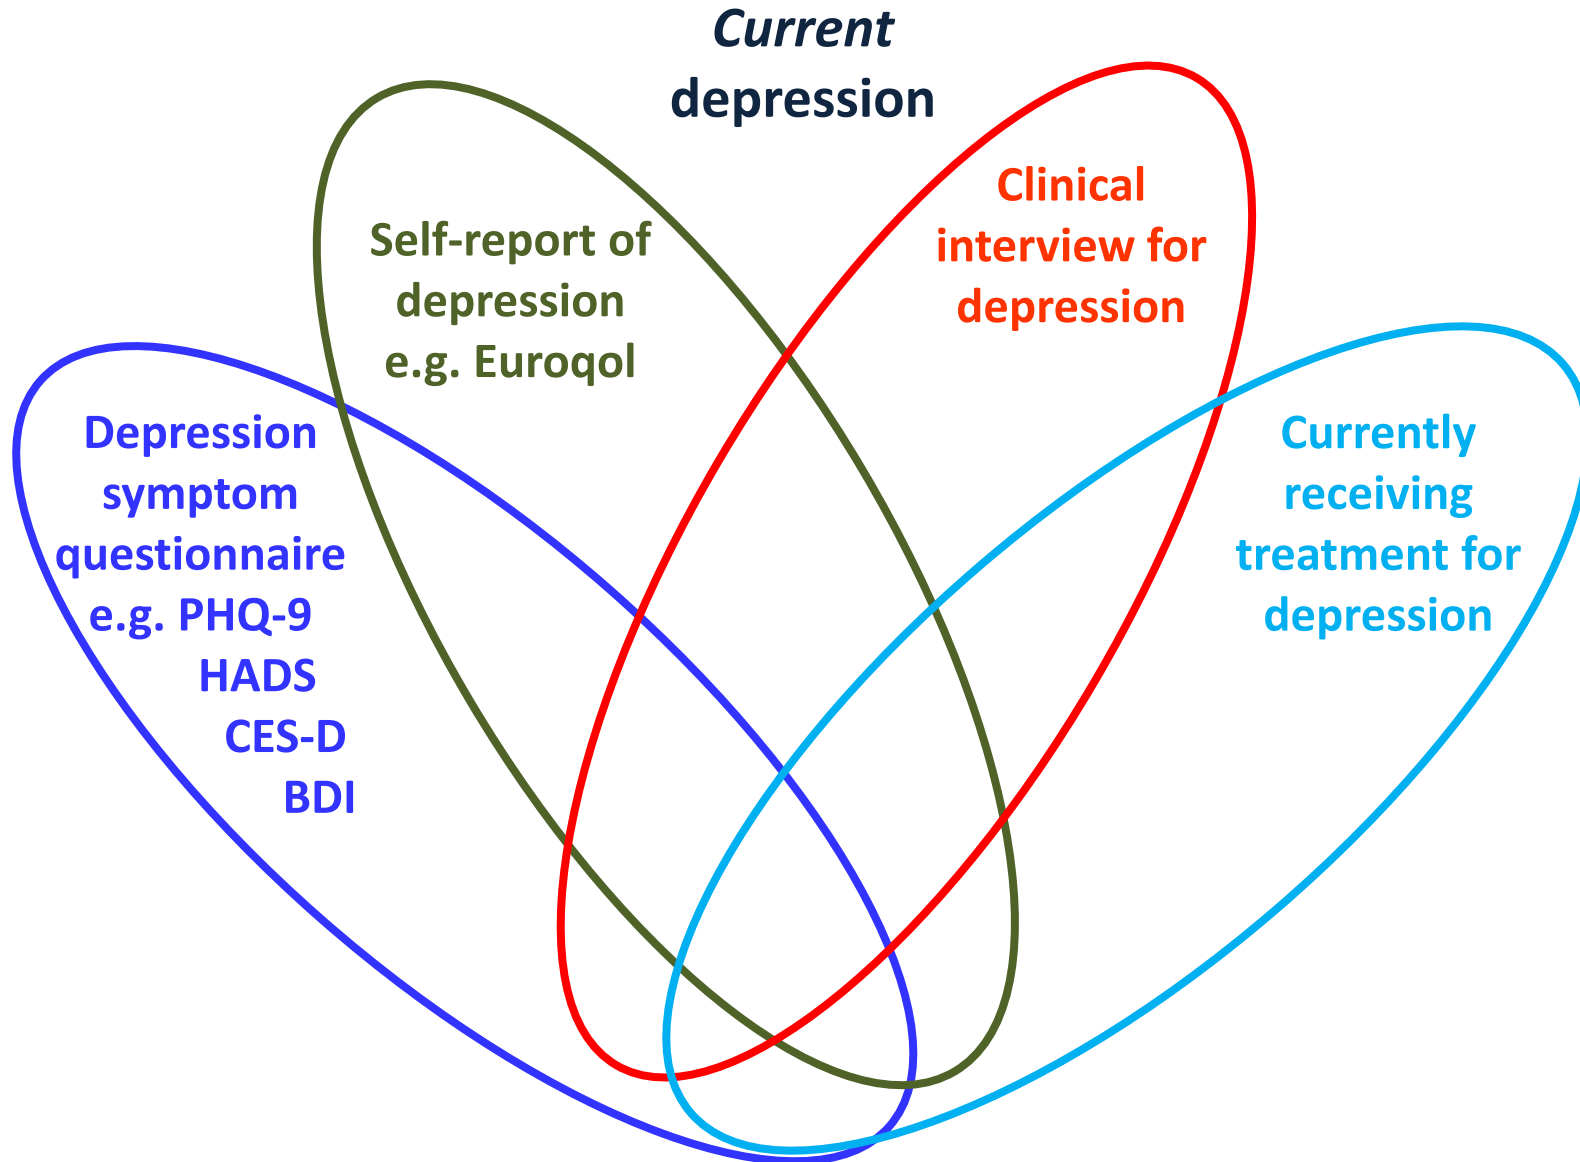 Current
depression
Self-report of
depression
e.g. Euroqol
Clinical
interview for
depression
Depression
symptom
questionnaire
e.g. PHQ-9
HADS
CES-D
BDI
Currently
receiving
treatment for
depression